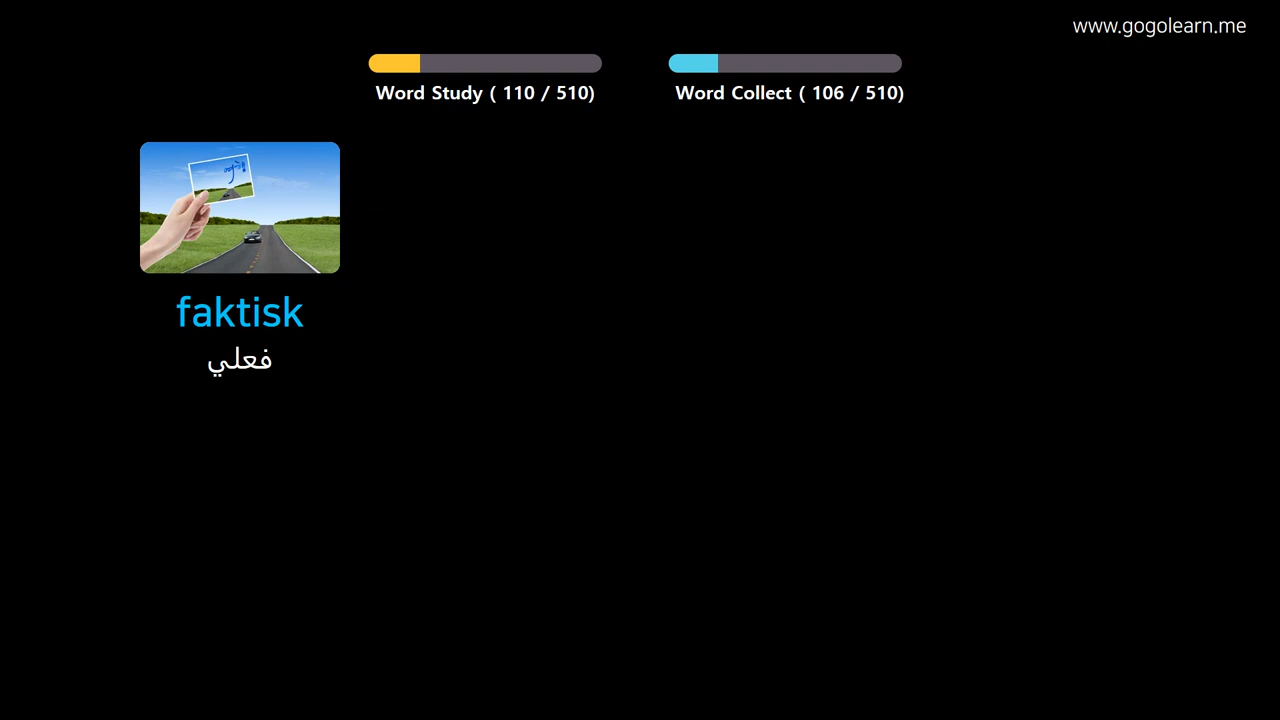 www.gogolearn.me
Word Study ( 110 / 510)
Word Collect ( 106 / 510)
faktisk
فعلي